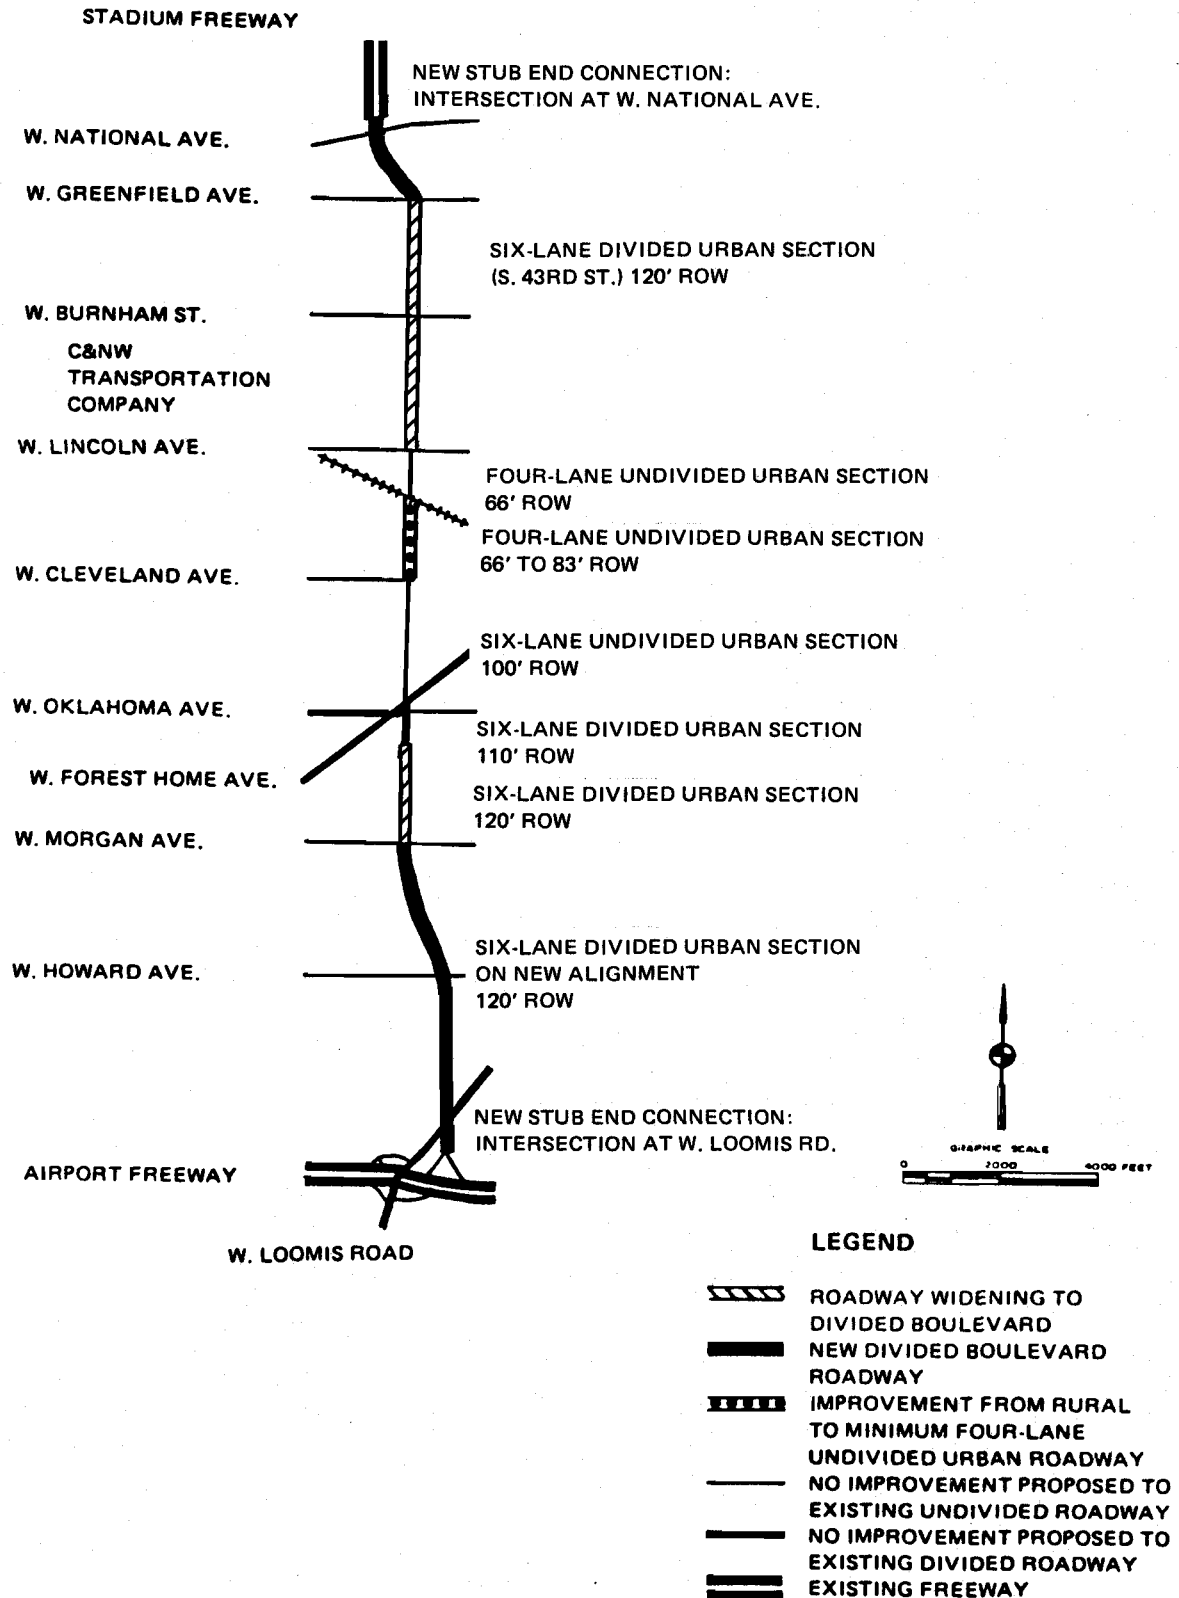 STADIUM FREEWAY
NEW STUB END CONNECTION:
INTERSECTION AT W. NATIONAL AVE.
W. NATIONAL AVE.
W. GREENFIELD AVE.
SIX-LANE DIVIDED URBAN SECTION
(S. 43RD ST.) 120' ROW
W. BURNHAM ST.
C&NW
TRANSPORTATION
COMPANY
W. LINCOLN AVE.
FOUR-LANE UNDIVIDED URBAN SECTION
66' ROW
FOUR-LANE UNDIVIDED URBAN SECTION
66' TO 83' ROW
W. CLEVELAND AVE.
SIX-LANE UNDIVIDED URBAN SECTION
100' ROW
W. OKLAHOMA AVE.
SIX-LANE DIVIDED URBAN SECTION
110' ROW
W. FOREST HOME AVE.
SIX-LANE DIVIDED URBAN SECTION
120' ROW
W. MORGAN AVE.
SIX-LANE DIVIDED URBAN SECTION
ON NEW ALIGNMENT
120' ROW
W. HOWARD AVE.
NEW STUB END CONNECTION:
INTERSECTION AT W. LOOMIS RD.
AIRPORT FREEWAY
W. LOOMIS ROAD
GRAPHIC SCALE
0 2000 4000 FEET
LEGEND
ROADWAY WIDENING TO
DIVIDED BOULEVARD
NEW DIVIDED BOULEVARD
ROADWAY
IMPROVEMENT FROM RURAL
TO MINIMUM FOUR-LANE
UNDIVIDED URBAN ROADWAY
NO IMPROVEMENT PROPOSED TO
EXISTING UNDIVIDED ROADWAY
NO IMPROVEMENT PROPOSED TO
EXISTING DIVIDED ROADWAY
EXISTING FREEWAY